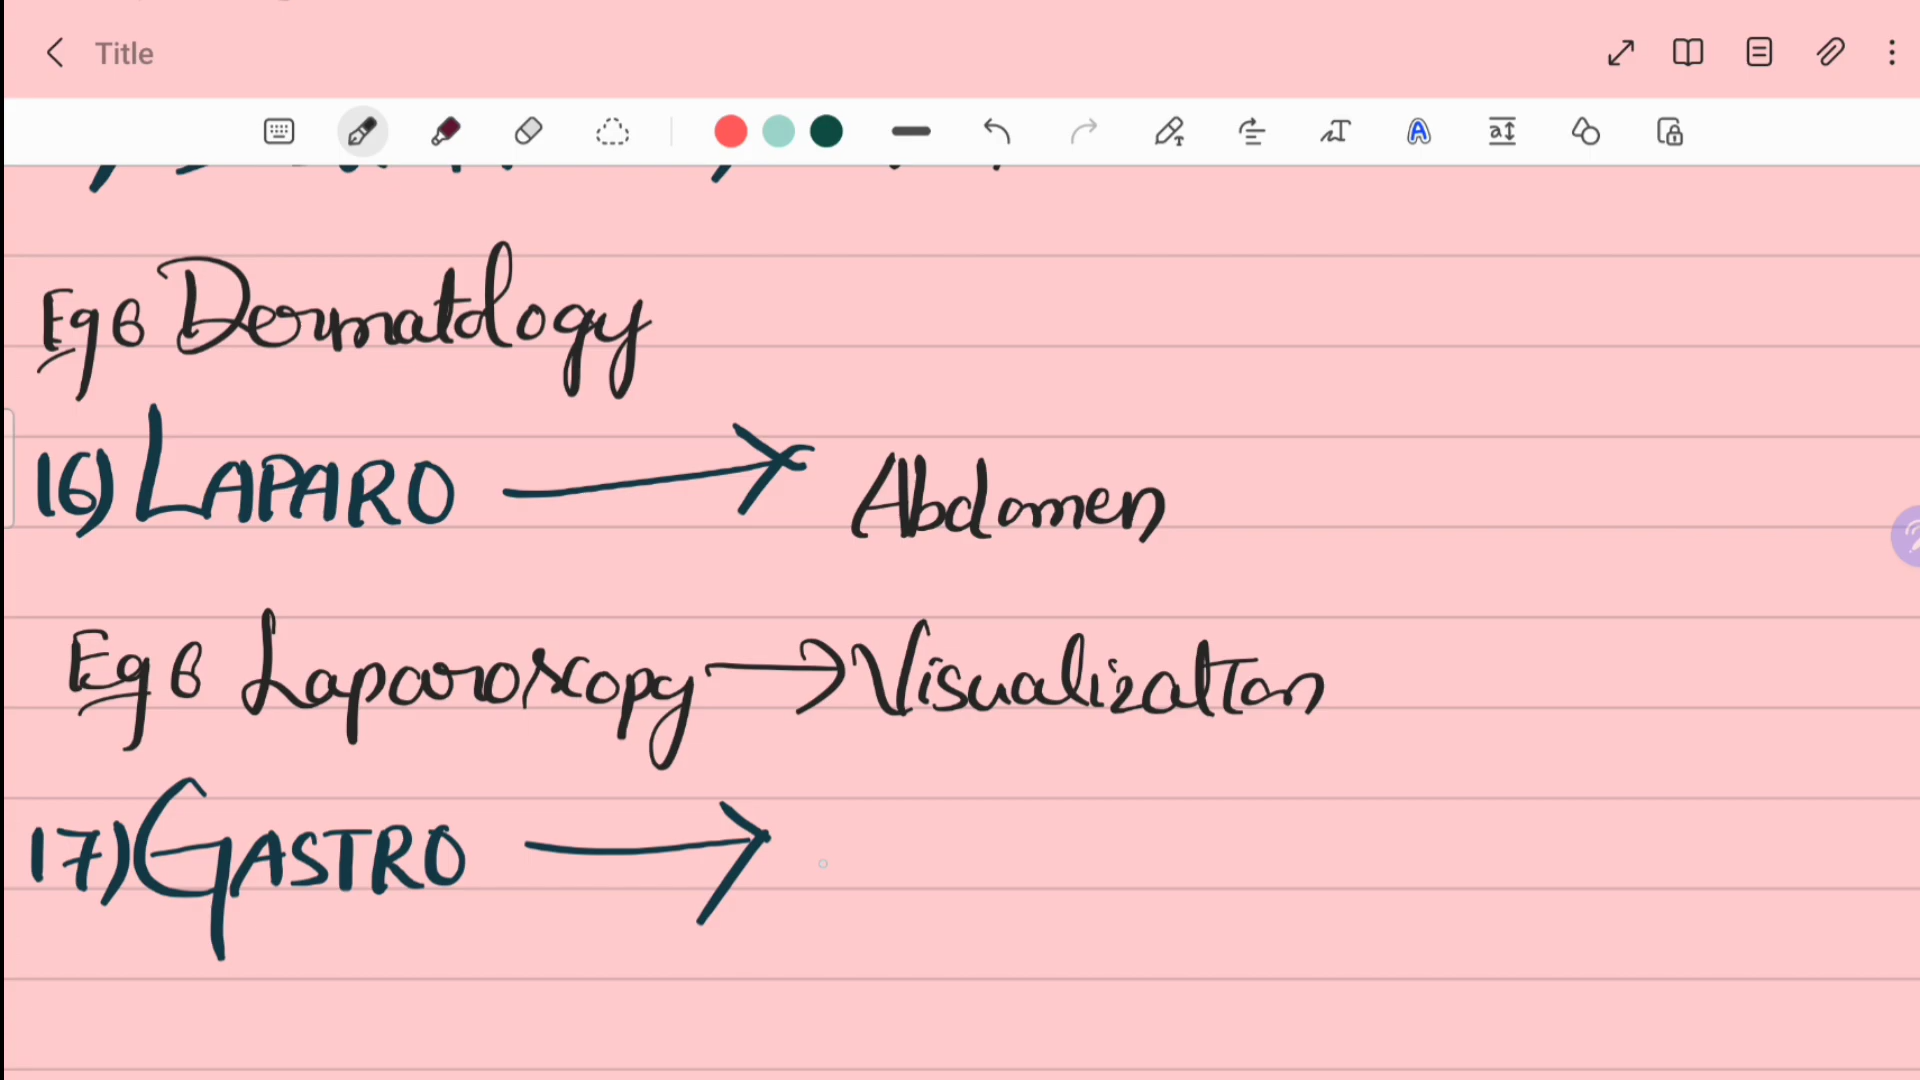 Title
Eg: Dermatology
16) LAPARO → Abdomen
Eg: Laparoscopy → Visualization
17) GASTRO →